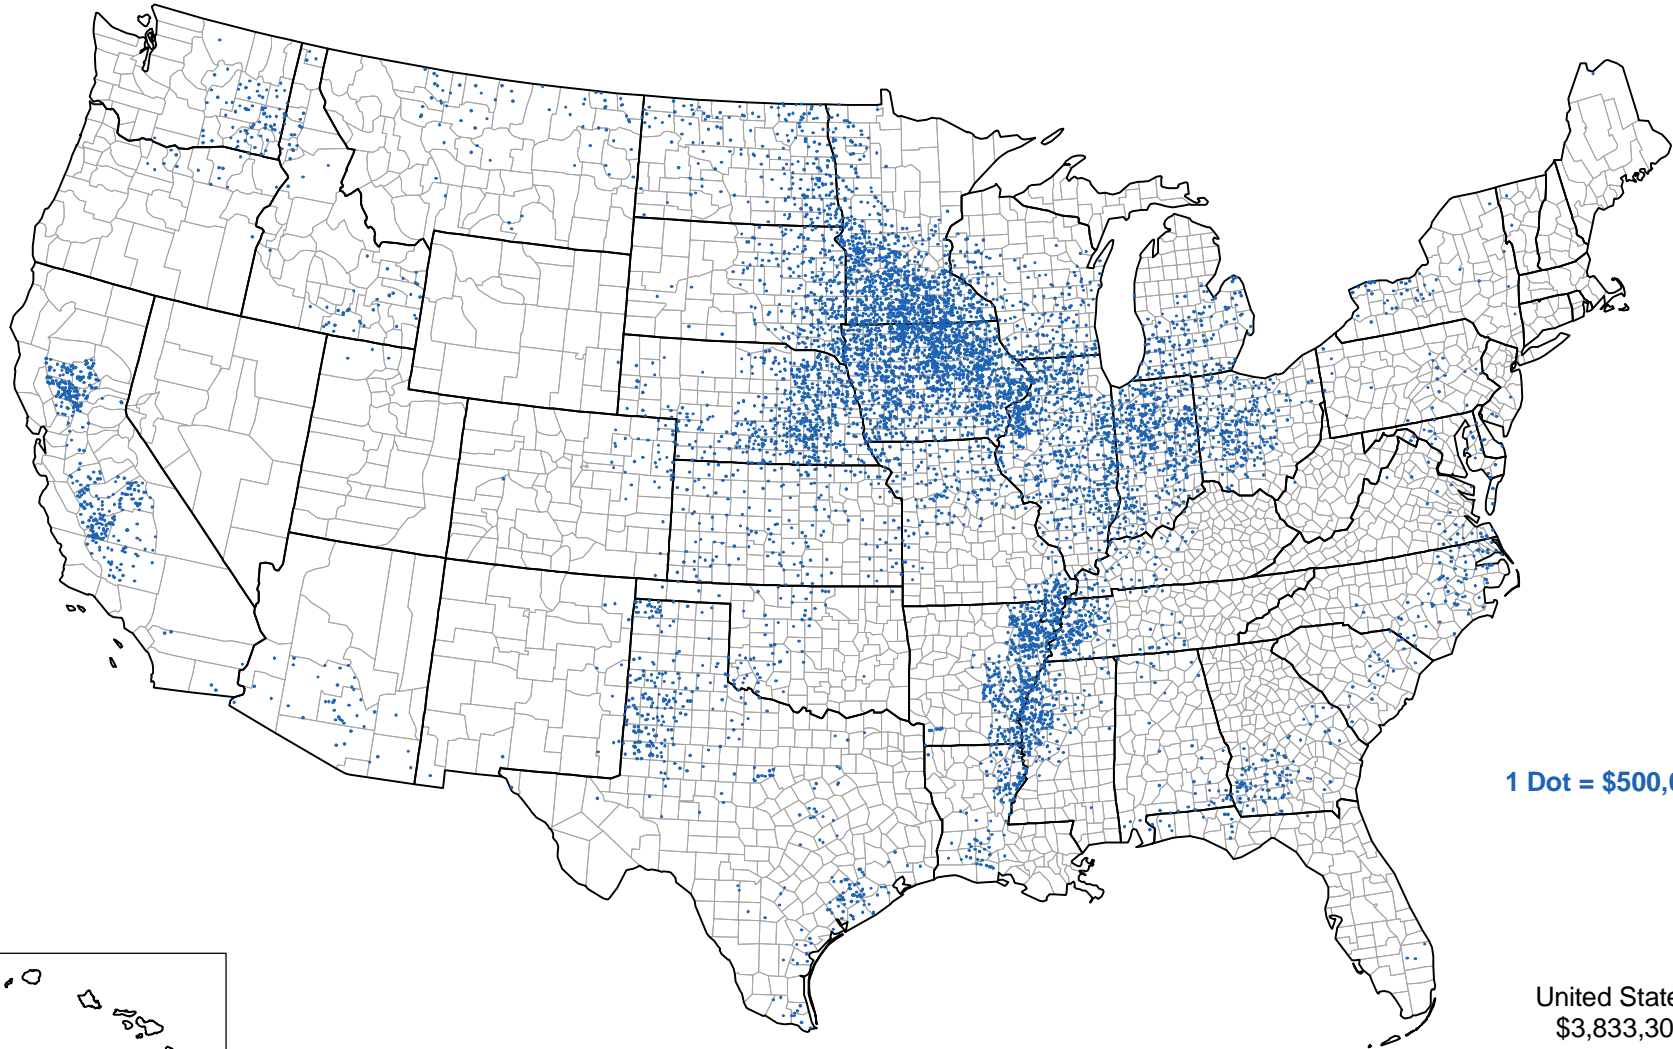 1 Dot = $500,
United State
$3,833,30